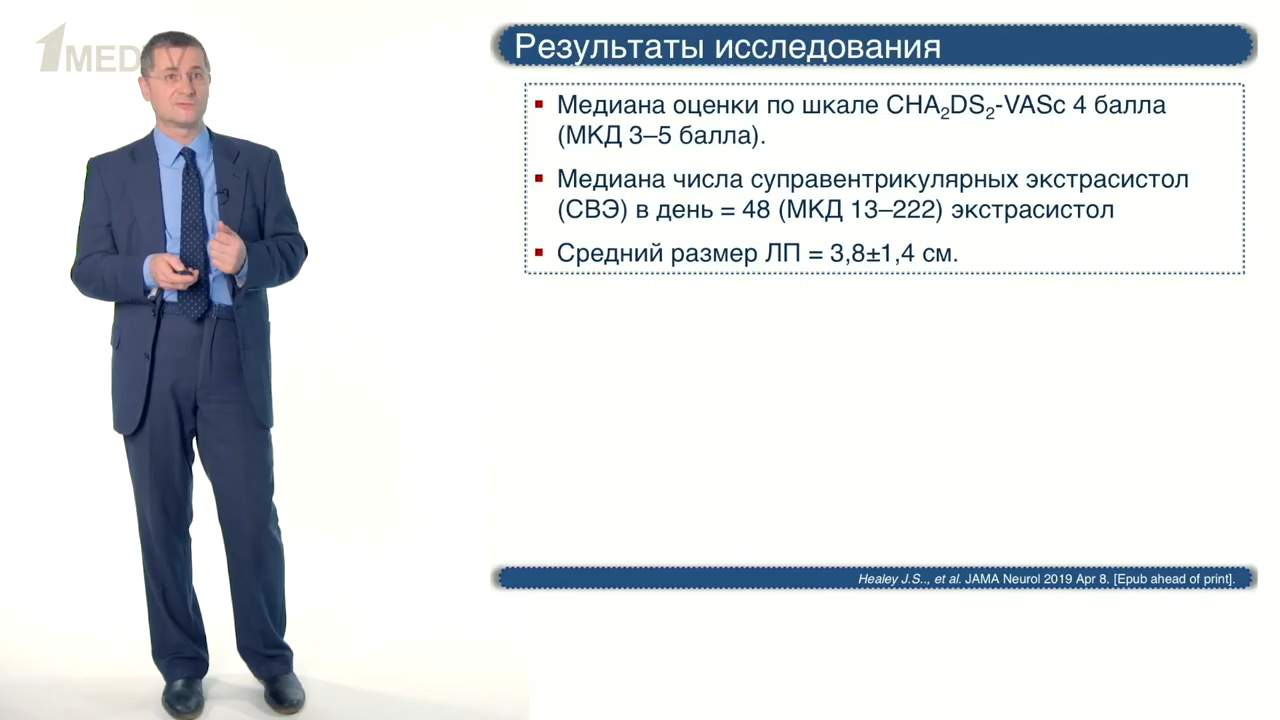 1MEDTV
Результаты исследования
Медиана оценки по шкале CHA₂DS₂-VASc 4 балла
(МКД 3–5 балла).
Медиана числа суправентрикулярных экстрасистол
(СВЭ) в день = 48 (МКД 13–222) экстрасистол
Средний размер ЛП = 3,8±1,4 см.
Healey J.S.., et al. JAMA Neurol 2019 Apr 8. [Epub ahead of print].